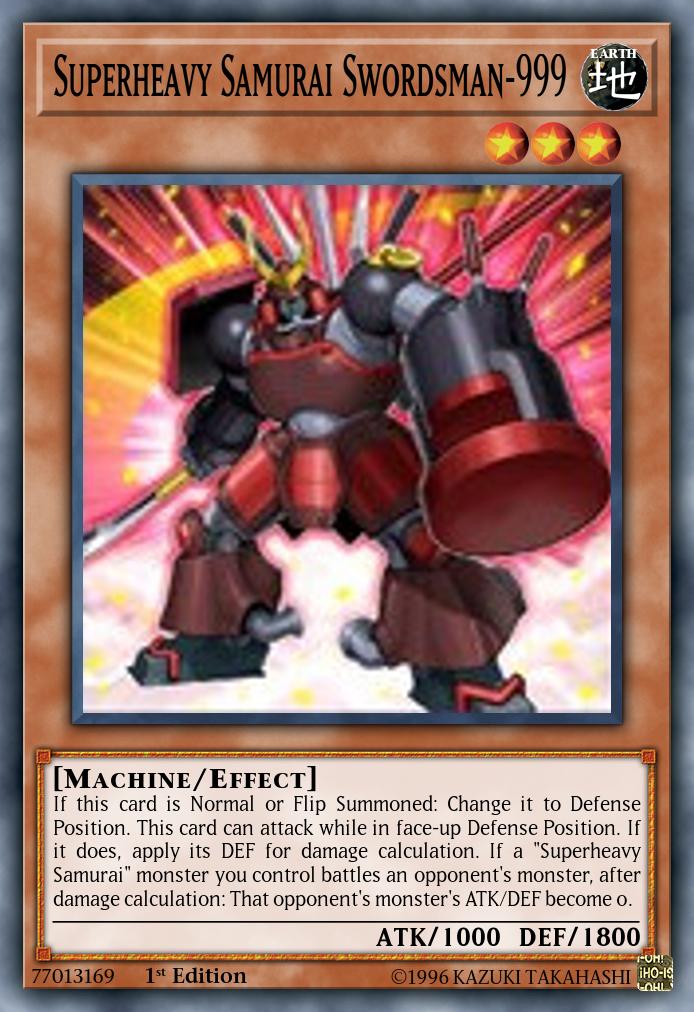 Superheavy Samurai Swordsman-999
EARTH
地
[Machine/Effect]
If this card is Normal or Flip Summoned: Change it to Defense
Position. This card can attack while in face-up Defense Position. If
it does, apply its DEF for damage calculation. If a "Superheavy
Samurai" monster you control battles an opponent's monster, after
damage calculation: That opponent's monster's ATK/DEF become 0.
ATK/1000 DEF/1800
77013169 1st Edition ©1996 KAZUKI TAKAHASHI